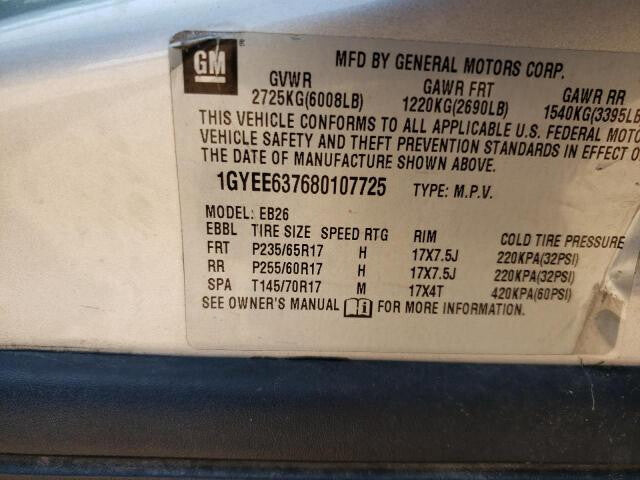 GM
MFD BY GENERAL MOTORS CORP.
GVWR GAWR FRT GAWR RR
2725KG(6008LB) 1220KG(2690LB) 1540KG(3395LB
THIS VEHICLE CONFORMS TO ALL APPLICABLE U.S. FEDERAL MOTO
VEHICLE SAFETY AND THEFT PREVENTION STANDARDS IN EFFECT O
THE DATE OF MANUFACTURE SHOWN ABOVE.
1GYEE637680107725 TYPE: M.P.V.
MODEL: EB26
EBBL TIRE SIZE SPEED RTG RIM COLD TIRE PRESSURE
FRT P235/65R17 H 17X7.5J 220KPA(32PSI)
RR P255/60R17 H 17X7.5J 220KPA(32PSI)
SPA T145/70R17 M 17X4T 420KPA(60PSI)
SEE OWNER'S MANUAL FOR MORE INFORMATION.